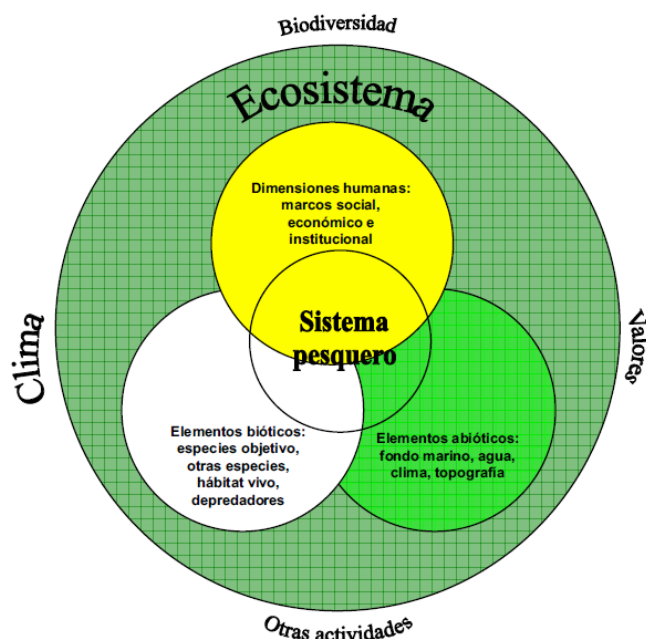 Biodiversidad
Ecosistema
Dimensiones humanas:
marcos social,
económico e
institucional
Clima
Sistema
pesquero
Valores
Elementos bióticos:
especies objetivo,
otras especies,
hábitat vivo,
depredadores
Elementos abióticos:
fondo marino, agua,
clima, topografía
Otras actividades